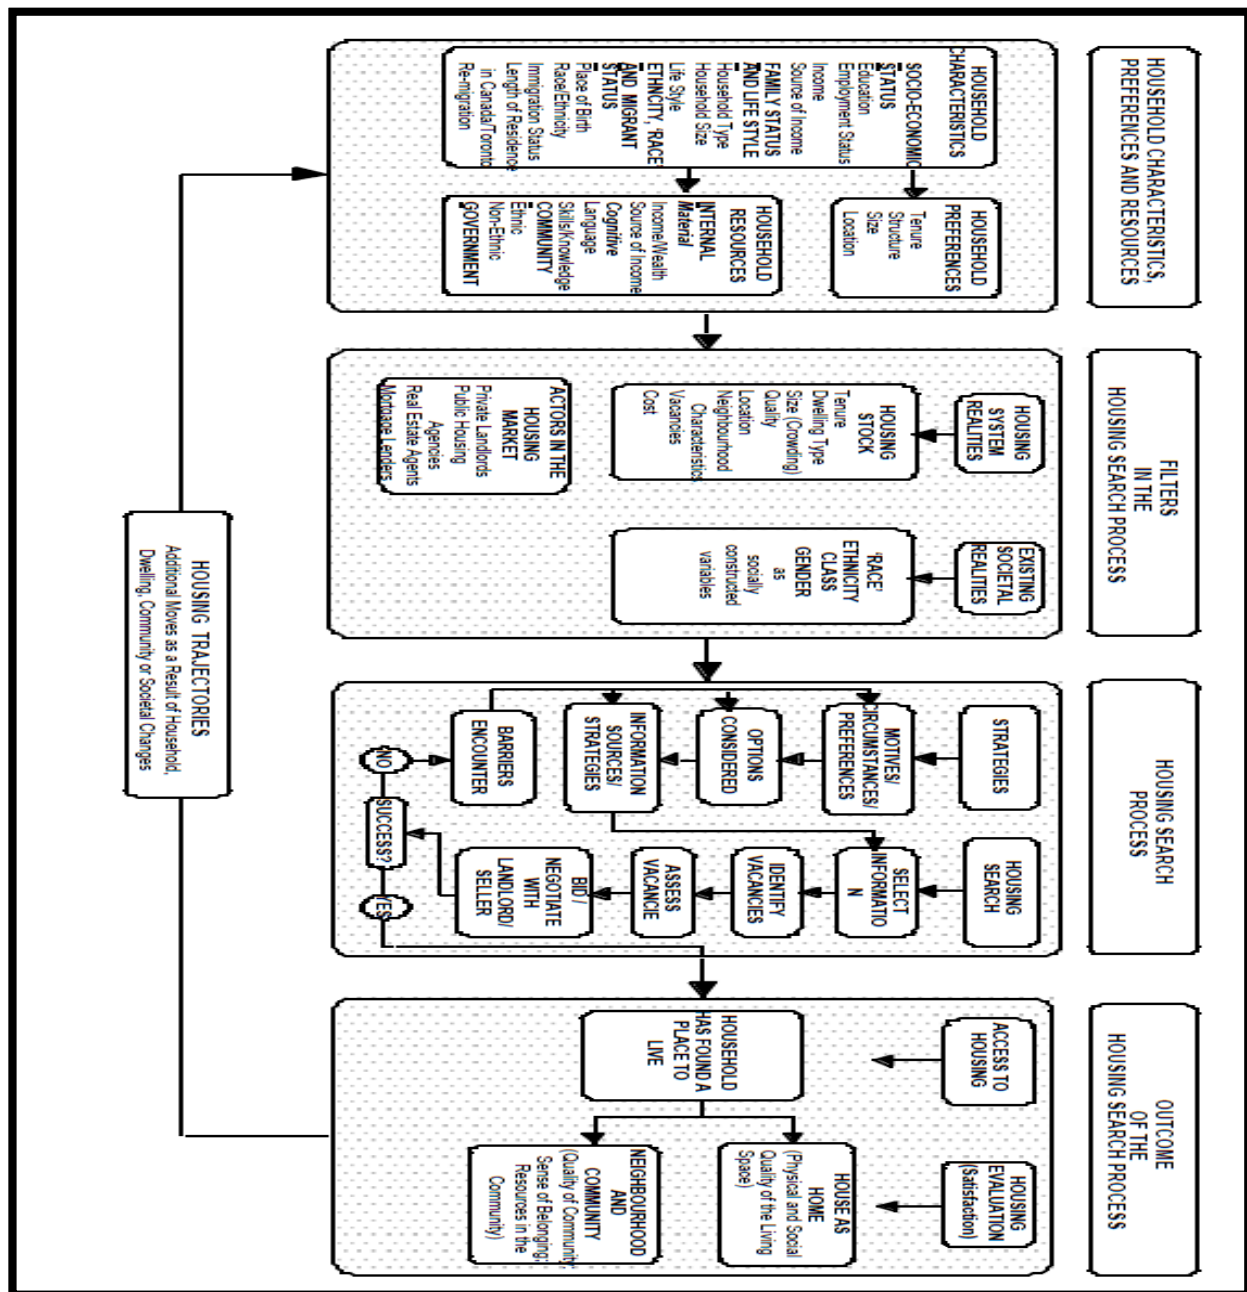 HOUSEHOLD CHARACTERISTICS,
PREFERENCES AND RESOURCES
HOUSEHOLD
CHARACTERISTICS
SOCIO-ECONOMIC
STATUS
Education
Employment Status
Income
Source of Income
FAMILY STATUS
AND LIFE STYLE
Household Type
Household Size
Life Style
ETHNCITY, 'RACE'
AND MIGRANT
STATUS
Place of Birth
Race/Ethnicity
Immigration Status
Length of Residence
in Canada/Toronto
Re-migration
HOUSEHOLD
PREFERENCES
Tenure
Structure
Size
Location
HOUSEHOLD
RESOURCES
INTERNAL
Material
Income/Wealth
Source of Income
Cognitive
Language
Skills/Knowledge
COMMUNITY
Ethnic
Non-Ethnic
GOVERNMENT
FILTERS
IN THE
HOUSING SEARCH PROCESS
HOUSING
SYSTEM
REALITIES
HOUSING
STOCK
Tenure
Dwelling Type
Size (Crowding)
Quality
Location
Neighbourhood
Characteristics
Vacancies
Cost
ACTORS IN THE
HOUSING
MARKET
Private Landlords
Public Housing
Agencies
Real Estate Agents
Mortgage Lenders
EXISTING
SOCIETAL
REALITIES
'RACE'
ETHNICITY
CLASS
GENDER
as
socially
constructed
variables
HOUSING SEARCH
PROCESS
STRATEGIES
MOTIVES/
CIRCUMSTANCES/
PREFERENCES
OPTIONS
CONSIDERED
INFORMATION
SOURCES/
STRATEGIES
BARRIERS
ENCOUNTER
NO
HOUSING
SEARCH
SELECT
INFORMATIO
N
IDENTIFY
VACANCIES
ASSESS
VACANCIE
BID /
NEGOTIATE
WITH
LANDLORD/
SELLER
SUCCESS?
YES
OUTCOME
OF THE
HOUSING SEARCH PROCESS
ACCESS TO
HOUSING
HOUSEHOLD
HAS FOUND A
PLACE TO
LIVE
HOUSING
EVALUATION
(Satisfaction)
HOUSE AS
HOME
(Physical and Social
Quality of the Living
Space)
NEIGHBOURHOOD
AND
COMMUNITY
(Quality of Community;
Sense of Belonging;
Resources in the
Community)
HOUSING TRAJECTORIES
Additional Moves as a Result of Household,
Dwelling, Community or Societal Changes